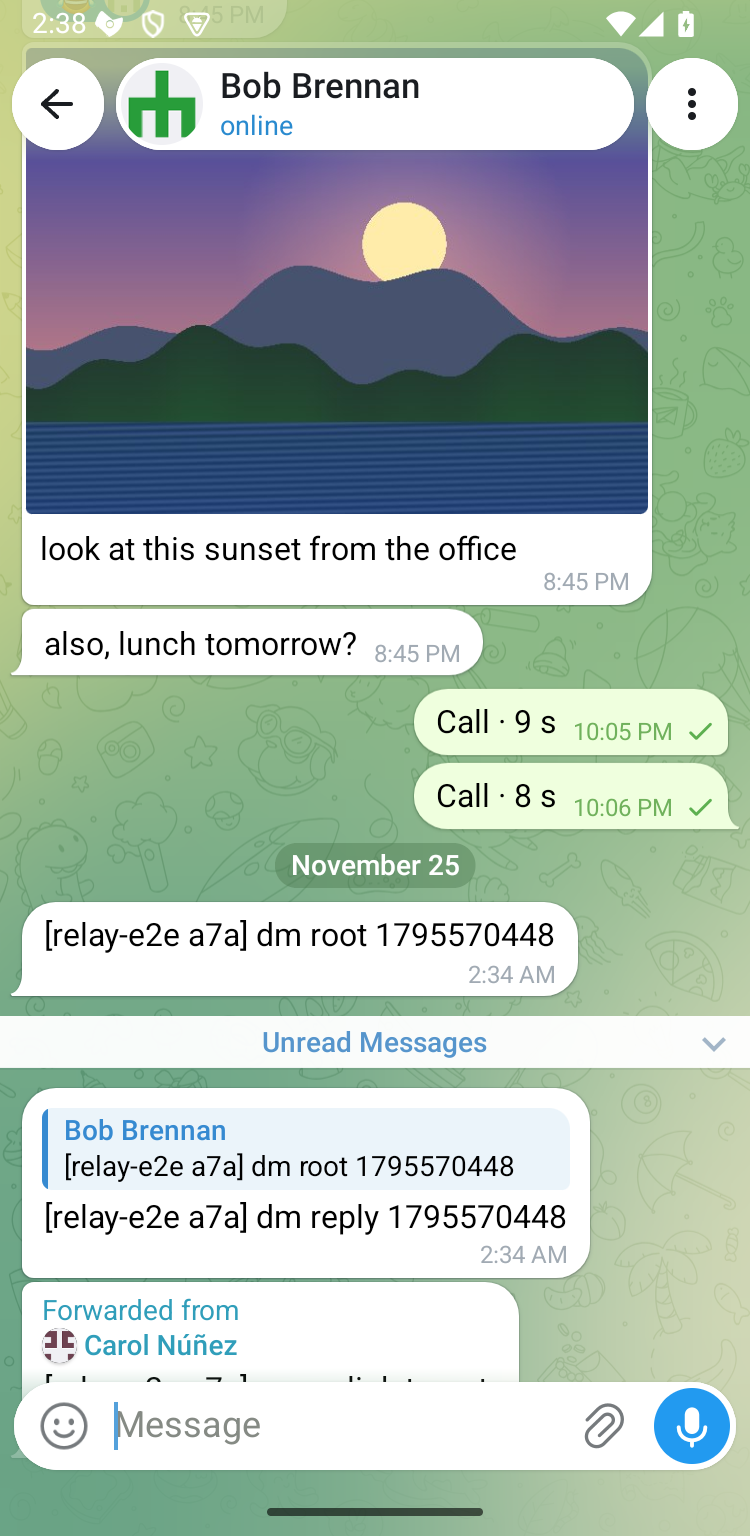 2:38
8:45 PM
Bob Brennan
online
look at this sunset from the office
8:45 PM
also, lunch tomorrow? 8:45 PM
Call · 9 s 10:05 PM
Call · 8 s 10:06 PM
November 25
[relay-e2e a7a] dm root 1795570448
2:34 AM
Unread Messages
Bob Brennan
[relay-e2e a7a] dm root 1795570448
[relay-e2e a7a] dm reply 1795570448
2:34 AM
Forwarded from
Carol Núñez
Message